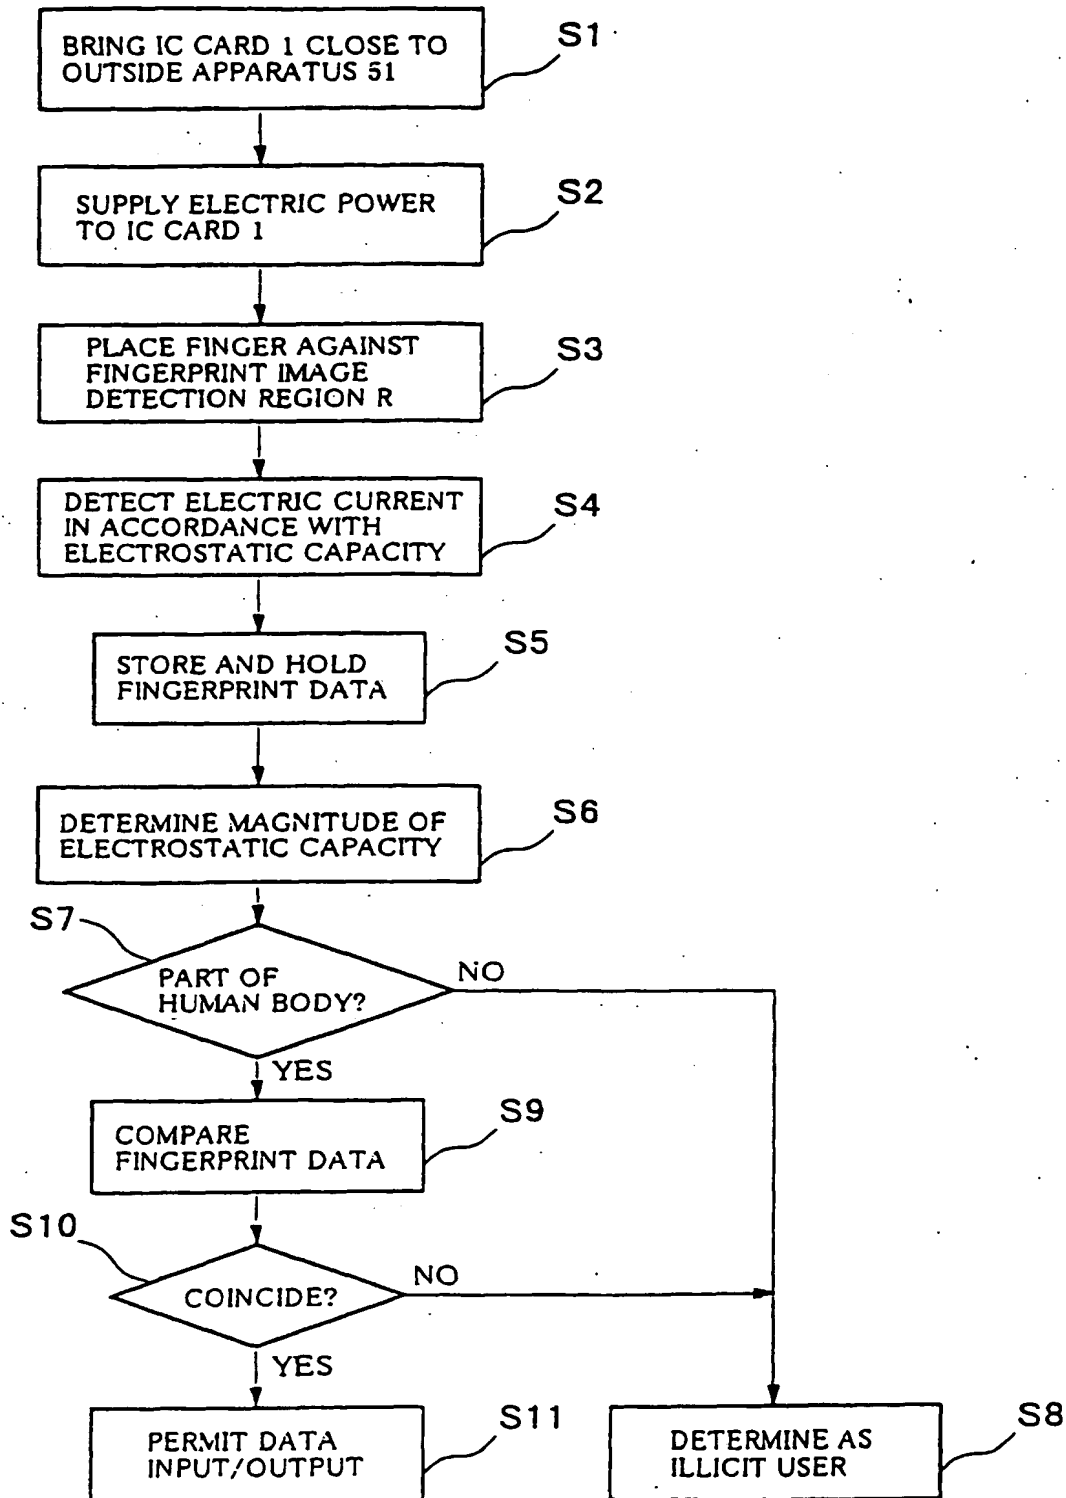 BRING IC CARD 1 CLOSE TO
OUTSIDE APPARATUS 51
S1
SUPPLY ELECTRIC POWER
TO IC CARD 1
S2
PLACE FINGER AGAINST
FINGERPRINT IMAGE
DETECTION REGION R
S3
DETECT ELECTRIC CURRENT
IN ACCORDANCE WITH
ELECTROSTATIC CAPACITY
S4
STORE AND HOLD
FINGERPRINT DATA
S5
DETERMINE MAGNITUDE OF
ELECTROSTATIC CAPACITY
S6
S7
PART OF
HUMAN BODY?
NO
YES
COMPARE
FINGERPRINT DATA
S9
S10
COINCIDE?
NO
YES
PERMIT DATA
INPUT/OUTPUT
S11
DETERMINE AS
ILLICIT USER
S8